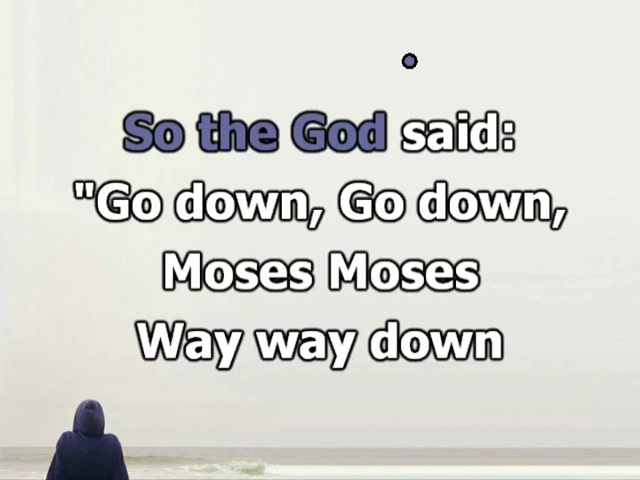 So the God said:
"Go down, Go down,
Moses Moses
Way way down